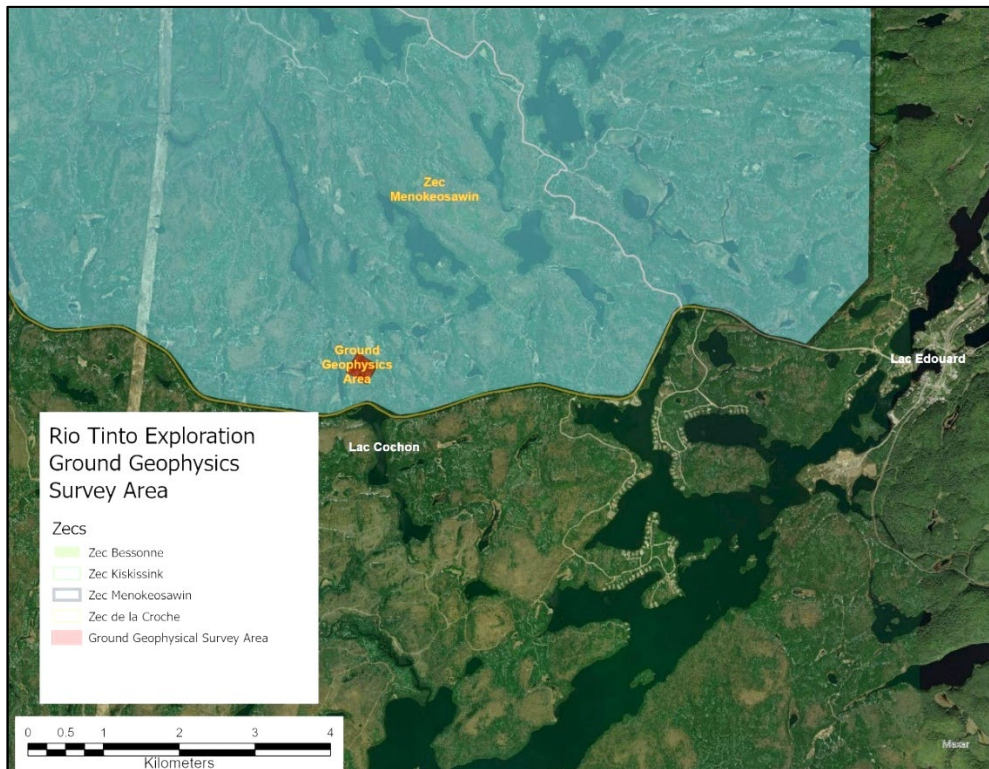 Zec
Menokeosawin
Ground
Geophysics
Area
Lac Edouard
Lac Cochon
Rio Tinto Exploration
Ground Geophysics
Survey Area
Zecs
Zec Bessonne
Zec Kiskissink
Zec Menokeosawin
Zec de la Croche
Ground Geophysical Survey Area
0 0.5 1 2 3 4
Kilometers
Maxar